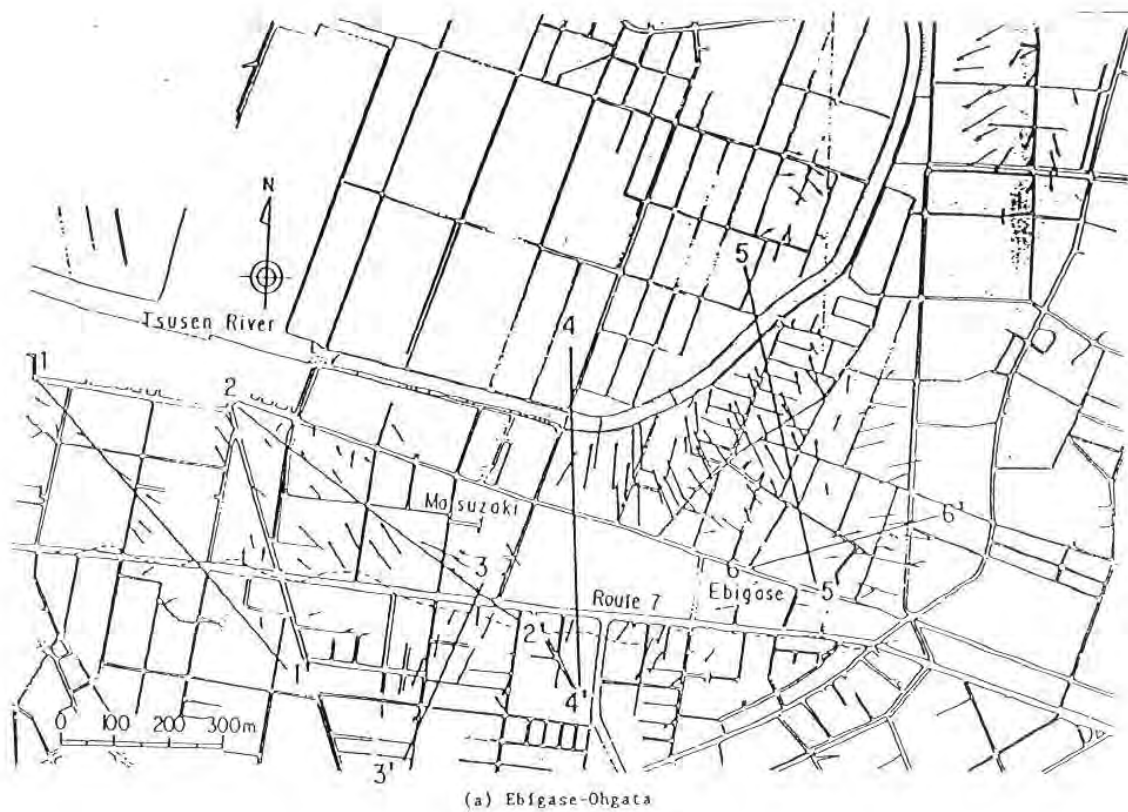 N
5
Tsusen River
4
1
2
Matsuzaki
6'
3
6
Ebigase
5'
Route 7
2'
1'
4'
0 100 200 300m
3'
(a) Ebigase-Ohgata